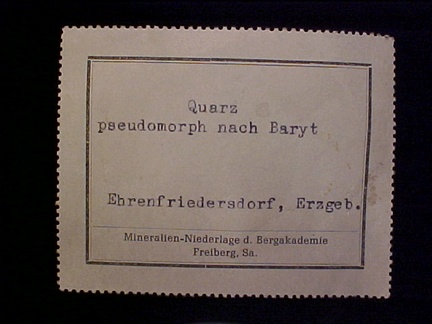 Quarz
pseudomorph nach Baryt
Ehrenfriedersdorf, Erzgeb.
Mineralien-Niederlage d. Bergakademie
Freiberg, Sa.